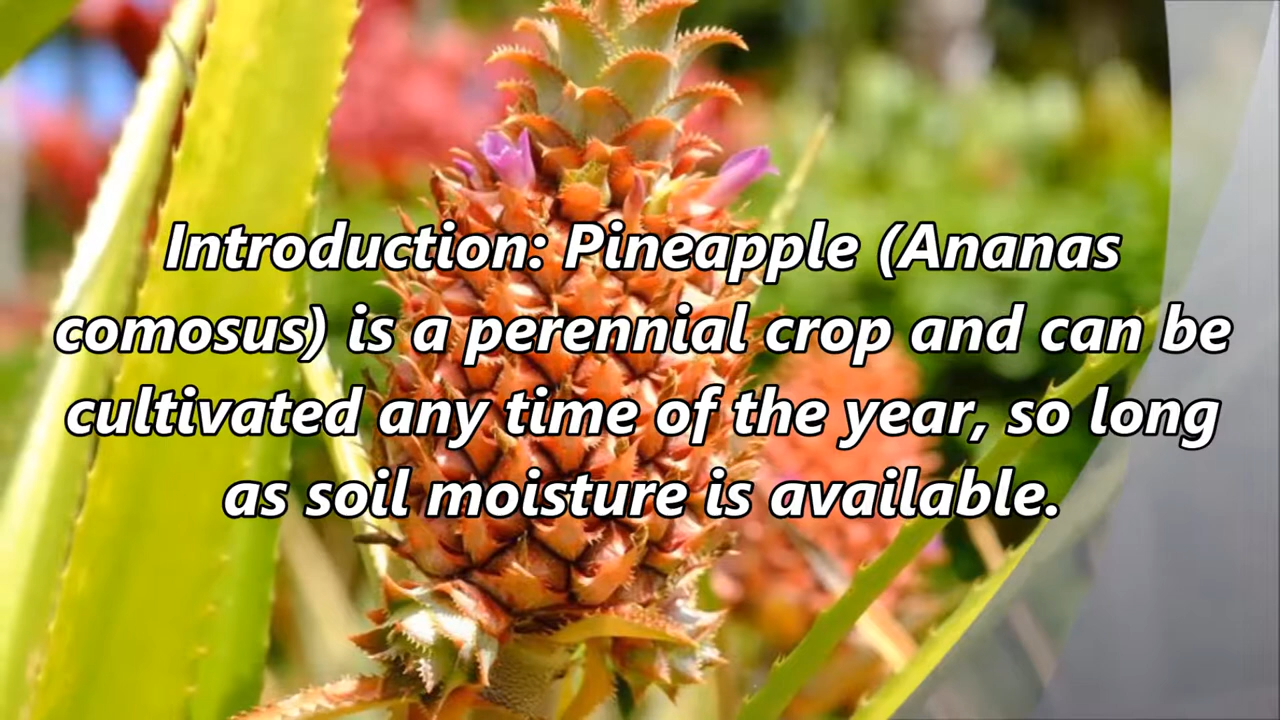 Introduction: Pineapple (Ananas
comosus) is a perennial crop and can be
cultivated any time of the year, so long
as soil moisture is available.